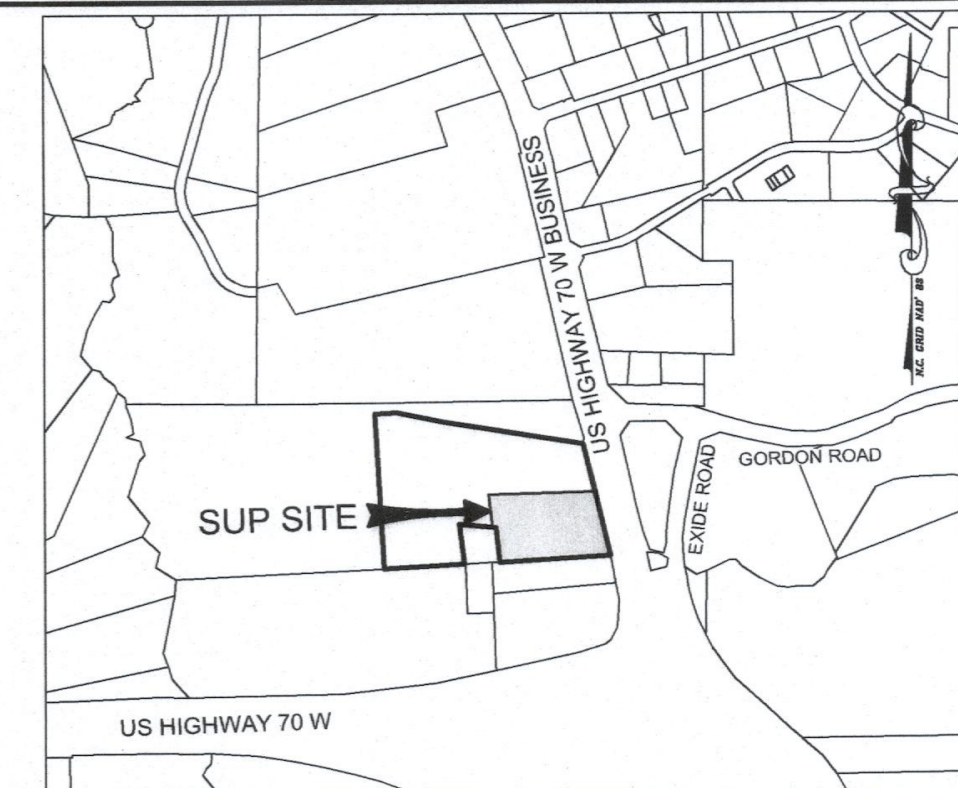 US HIGHWAY 70 W BUSINESS
N.C. GRID NAD' 83
GORDON ROAD
EXIDE ROAD
SUP SITE
US HIGHWAY 70 W